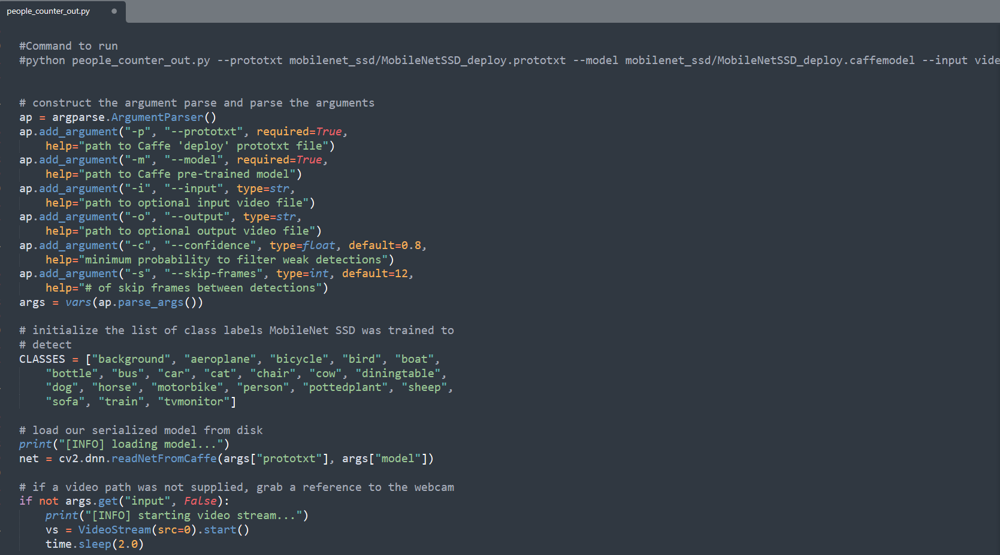 people_counter_out.py
#Command to run
#python people_counter_out.py --prototxt mobilenet_ssd/MobileNetSSD_deploy.prototxt --model mobilenet_ssd/MobileNetSSD_deploy.caffemodel --input vide
# construct the argument parse and parse the arguments
ap = argparse.ArgumentParser()
ap.add_argument("-p", "--prototxt", required=True,
    help="path to Caffe 'deploy' prototxt file")
ap.add_argument("-m", "--model", required=True,
    help="path to Caffe pre-trained model")
ap.add_argument("-i", "--input", type=str,
    help="path to optional input video file")
ap.add_argument("-o", "--output", type=str,
    help="path to optional output video file")
ap.add_argument("-c", "--confidence", type=float, default=0.8,
    help="minimum probability to filter weak detections")
ap.add_argument("-s", "--skip-frames", type=int, default=12,
    help="# of skip frames between detections")
args = vars(ap.parse_args())
# initialize the list of class labels MobileNet SSD was trained to
# detect
CLASSES = ["background", "aeroplane", "bicycle", "bird", "boat",
    "bottle", "bus", "car", "cat", "chair", "cow", "diningtable",
    "dog", "horse", "motorbike", "person", "pottedplant", "sheep",
    "sofa", "train", "tvmonitor"]
# load our serialized model from disk
print("[INFO] loading model...")
net = cv2.dnn.readNetFromCaffe(args["prototxt"], args["model"])
# if a video path was not supplied, grab a reference to the webcam
if not args.get("input", False):
    print("[INFO] starting video stream...")
    vs = VideoStream(src=0).start()
    time.sleep(2.0)